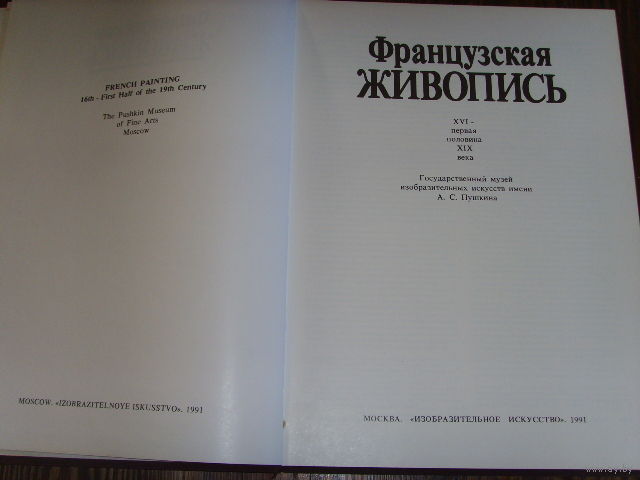 FRENCH PAINTING
16th - First Half of the 19th Century
The Pushkin Museum
of Fine Arts
Moscow
MOSCOW. «IZOBRAZITELNOYE ISKUSSTVO». 1991
Французская
ЖИВОПИСЬ
XVI -
первая
половина
XIX
века
Государственный музей
изобразительных искусств имени
А. С. Пушкина
МОСКВА. «ИЗОБРАЗИТЕЛЬНОЕ ИСКУССТВО». 1991